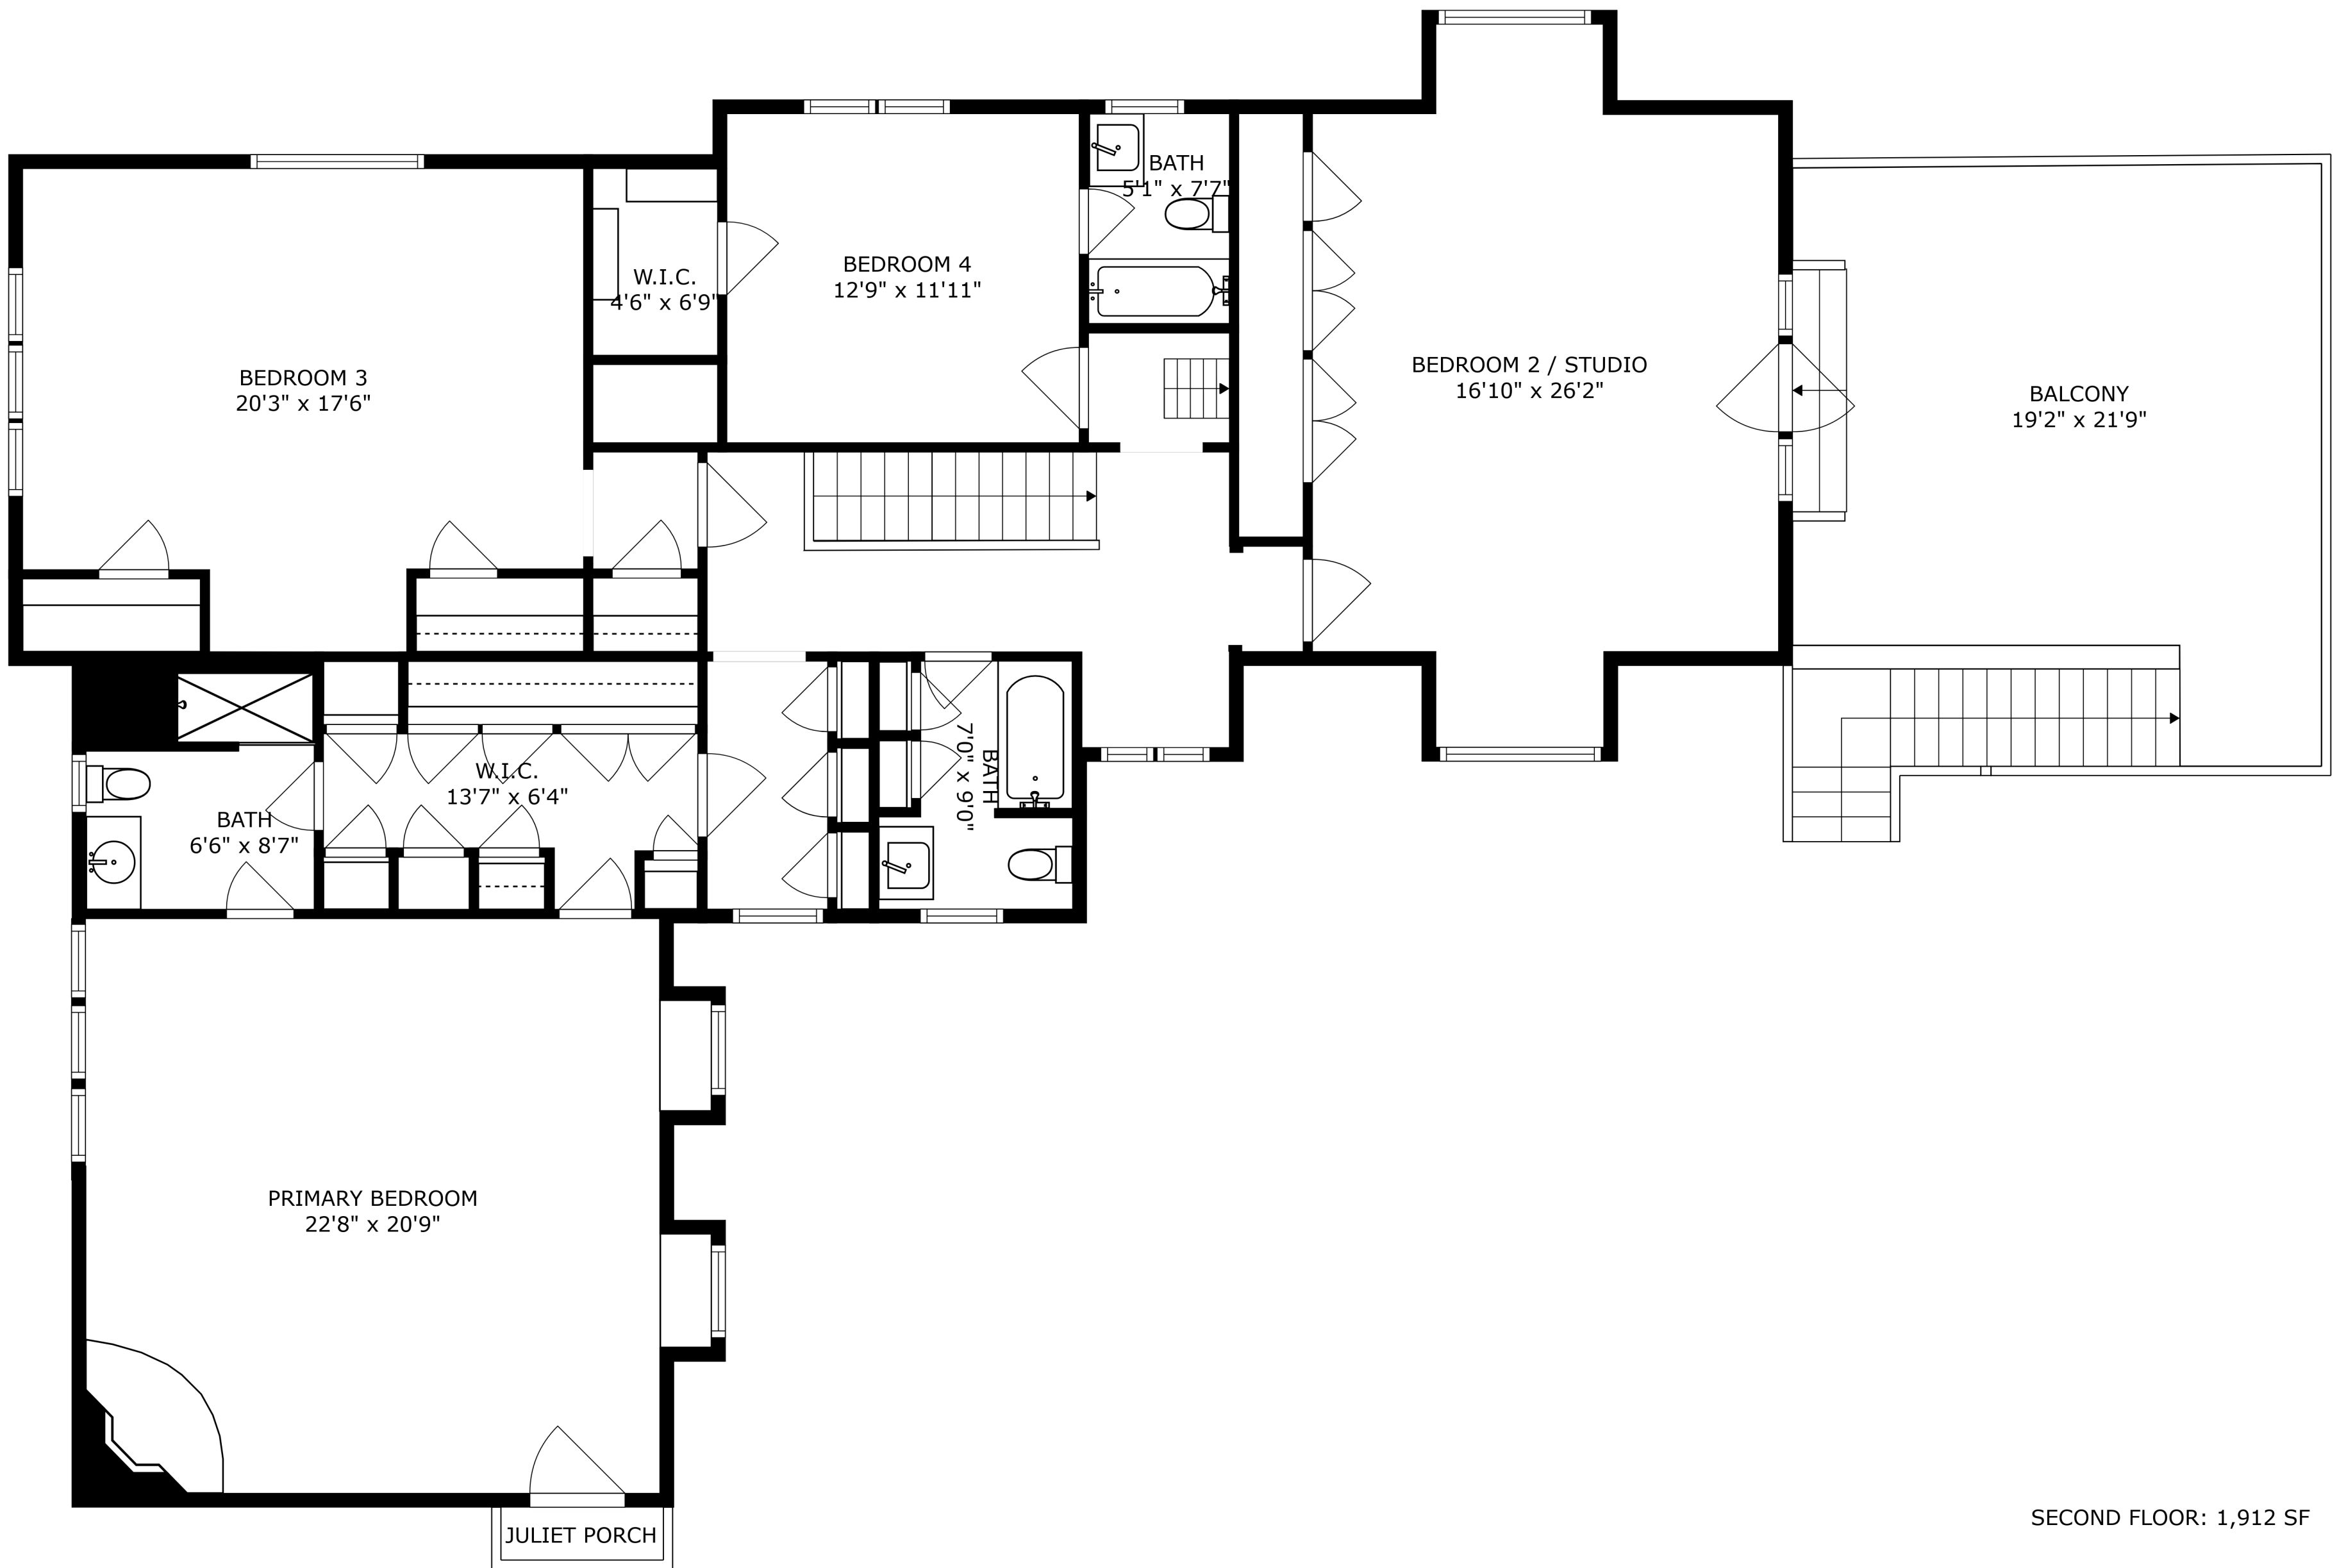 BATH
5'1" x 7'7"
W.I.C.
4'6" x 6'9"
BEDROOM 4
12'9" x 11'11"
BEDROOM 3
20'3" x 17'6"
BEDROOM 2 / STUDIO
16'10" x 26'2"
BALCONY
19'2" x 21'9"
W.I.C.
13'7" x 6'4"
BATH
7'0" x 9'0"
BATH
6'6" x 8'7"
PRIMARY BEDROOM
22'8" x 20'9"
JULIET PORCH
SECOND FLOOR: 1,912 SF